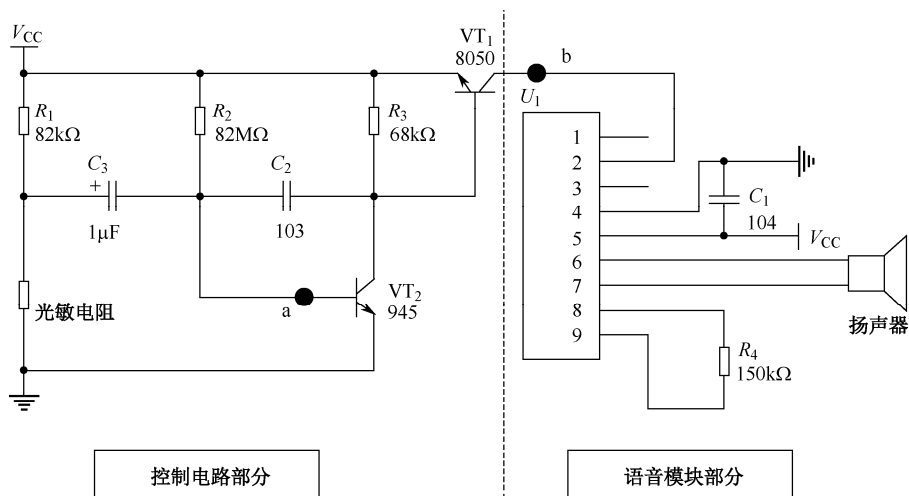 V_CC
R₁
82kΩ
R₂
82MΩ
R₃
68kΩ
VT₁
8050
C₃
+
1μF
C₂
103
光敏电阻
a
VT₂
945
b
U₁
1
2
3
4
5
6
7
8
9
C₁
104
V_CC
扬声器
R₄
150kΩ
控制电路部分
语音模块部分